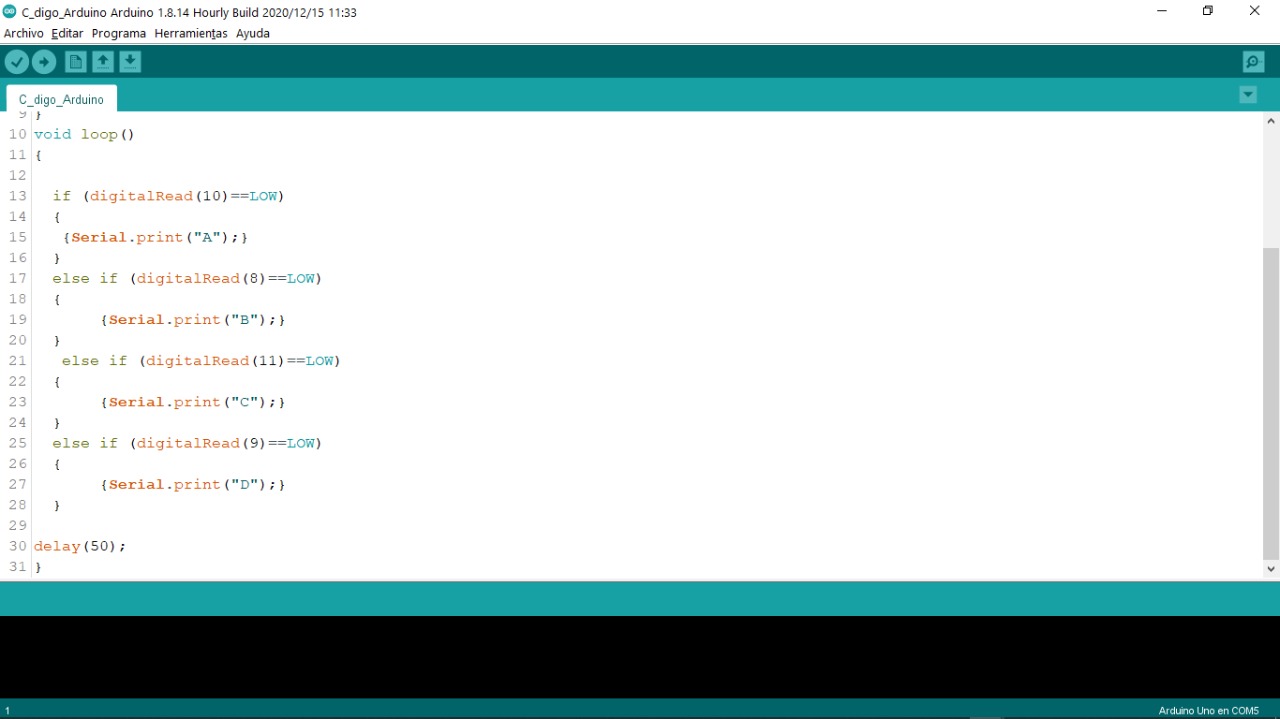 C_digo_Arduino Arduino 1.8.14 Hourly Build 2020/12/15 11:33
Archivo Editar Programa Herramientas Ayuda
C_digo_Arduino
9 }
10 void loop()
11 {
12
13 if (digitalRead(10)==LOW)
14 {
15 {Serial.print("A");}
16 }
17 else if (digitalRead(8)==LOW)
18 {
19 {Serial.print("B");}
20 }
21 else if (digitalRead(11)==LOW)
22 {
23 {Serial.print("C");}
24 }
25 else if (digitalRead(9)==LOW)
26 {
27 {Serial.print("D");}
28 }
29
30 delay(50);
31 }
1 Arduino Uno en COM5